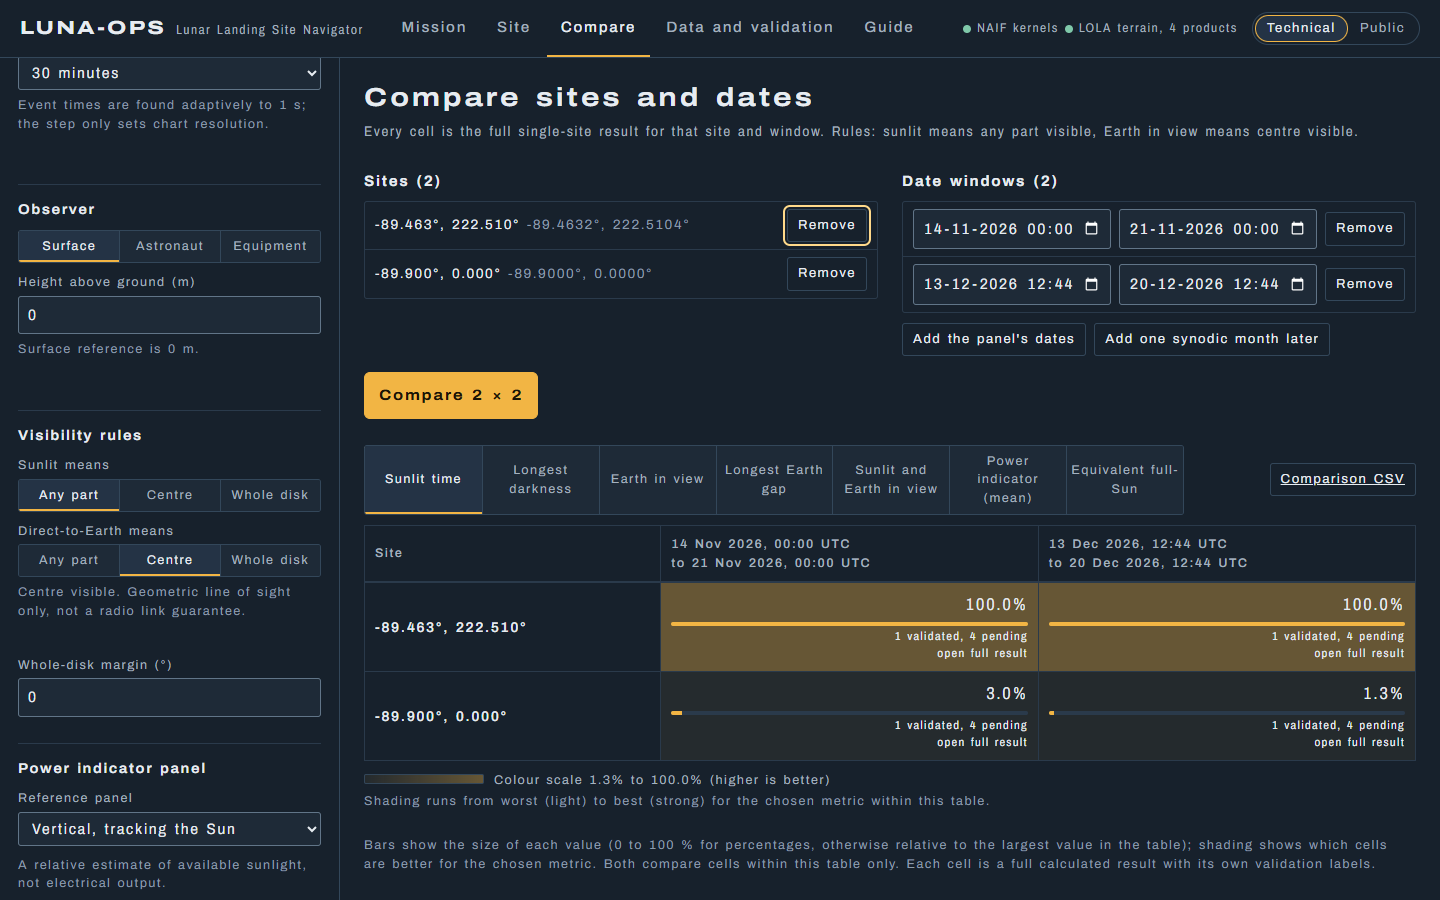 LUNA-OPS Lunar Landing Site Navigator Mission Site Compare Data and validation Guide NAIF kernels LOLA terrain, 4 products Technical Public
30 minutes
Event times are found adaptively to 1 s;
the step only sets chart resolution.
Observer
Surface Astronaut Equipment
Height above ground (m)
0
Surface reference is 0 m.
Visibility rules
Sunlit means
Any part Centre Whole disk
Direct-to-Earth means
Any part Centre Whole disk
Centre visible. Geometric line of sight
only, not a radio link guarantee.
Whole-disk margin (°)
0
Power indicator panel
Reference panel
Vertical, tracking the Sun
A relative estimate of available sunlight,
not electrical output.
Compare sites and dates
Every cell is the full single-site result for that site and window. Rules: sunlit means any part visible, Earth in view means centre visible.
Sites (2)
-89.463°, 222.510° -89.4632°, 222.5104° Remove
-89.900°, 0.000° -89.9000°, 0.0000° Remove
Date windows (2)
14-11-2026 00:00 21-11-2026 00:00 Remove
13-12-2026 12:44 20-12-2026 12:44 Remove
Add the panel's dates Add one synodic month later
Compare 2 × 2
Sunlit time
Longest
darkness
Earth in view
Longest Earth
gap
Sunlit and
Earth in view
Power
indicator
(mean)
Equivalent full-
Sun
Comparison CSV
Site
14 Nov 2026, 00:00 UTC
to 21 Nov 2026, 00:00 UTC
13 Dec 2026, 12:44 UTC
to 20 Dec 2026, 12:44 UTC
-89.463°, 222.510°
100.0%
1 validated, 4 pending
open full result
100.0%
1 validated, 4 pending
open full result
-89.900°, 0.000°
3.0%
1 validated, 4 pending
open full result
1.3%
1 validated, 4 pending
open full result
Colour scale 1.3% to 100.0% (higher is better)
Shading runs from worst (light) to best (strong) for the chosen metric within this table.
Bars show the size of each value (0 to 100 % for percentages, otherwise relative to the largest value in the table); shading shows which cells
are better for the chosen metric. Both compare cells within this table only. Each cell is a full calculated result with its own validation labels.